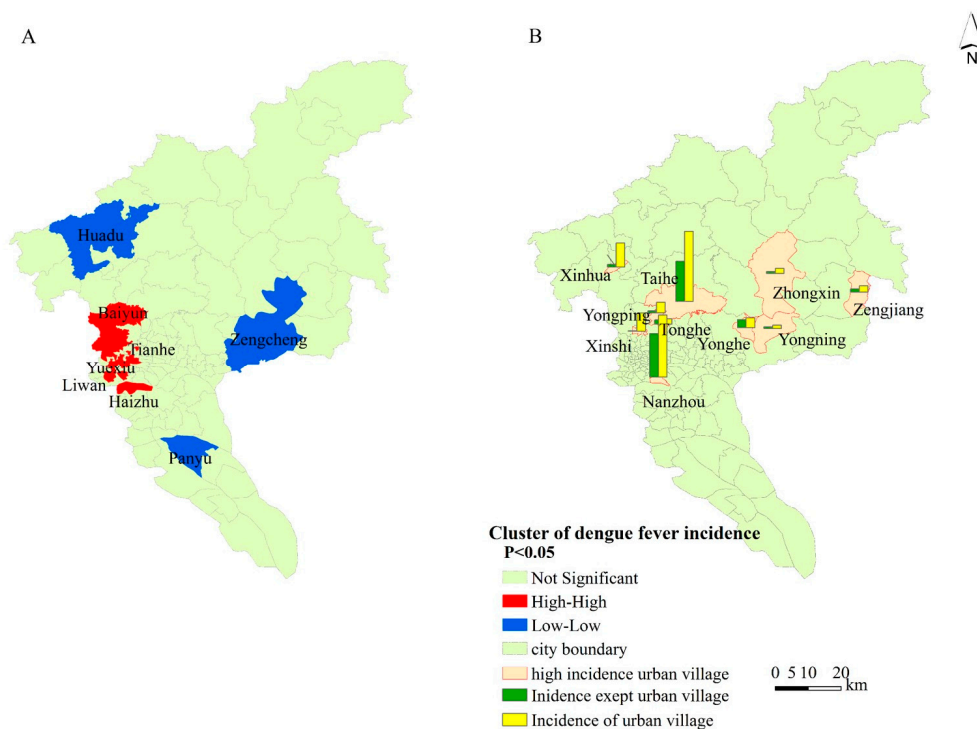 A
B
N
Huadu
Baiyun
Tianhe
Yuexiu
Liwan
Haizhu
Zengcheng
Panyu
Xinhua
Taihe
Zhongxin
Zengjiang
Yongping
Tonghe
Yonghe
Yongning
Xinshi
Nanzhou
Cluster of dengue fever incidence
P<0.05
Not Significant
High-High
Low-Low
city boundary
high incidence urban village
Inidence exept urban village
Incidence of urban village
0 5 10 20
km